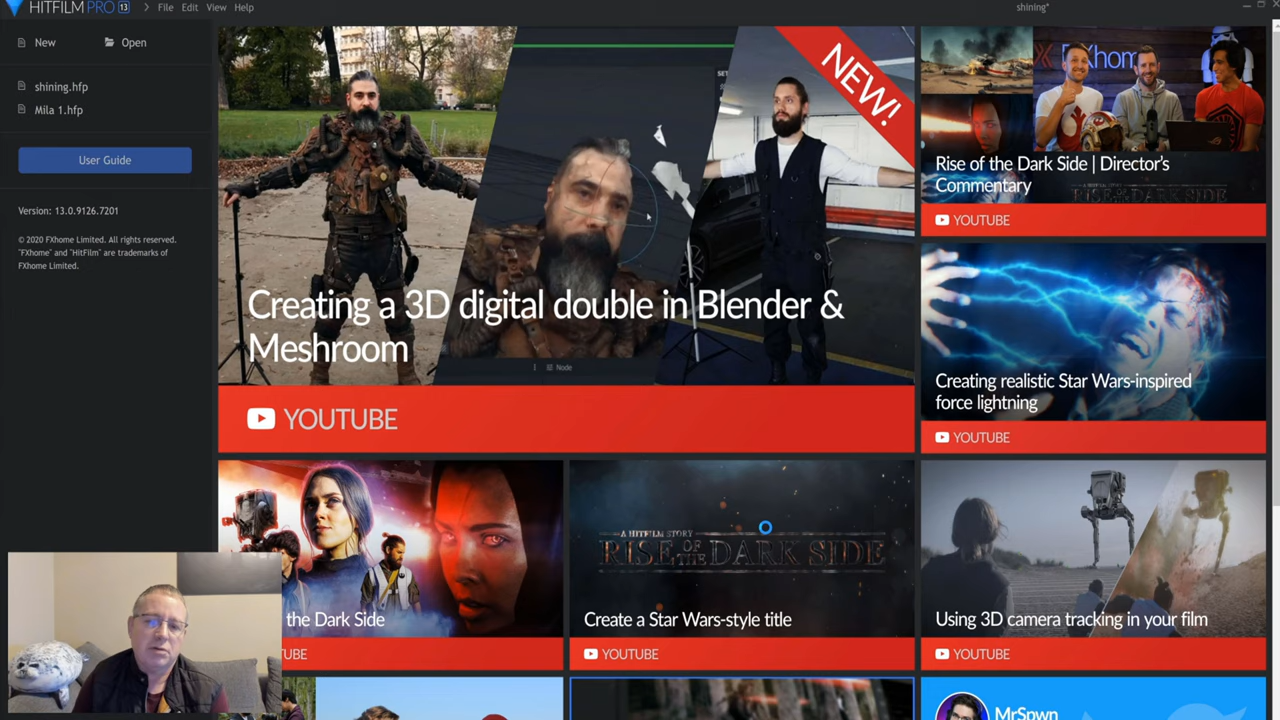 HITFILM PRO 13
File Edit View Help
shining*
New
Open
shining.hfp
Mila 1.hfp
User Guide
Version: 13.0.9126.7201
© 2020 FXhome Limited. All rights reserved.
"FXhome" and "HitFilm" are trademarks of
FXhome Limited.
NEW!
Creating a 3D digital double in Blender &
Meshroom
Node
YOUTUBE
Rise of the Dark Side | Director's
Commentary
YOUTUBE
Creating realistic Star Wars-inspired
force lightning
YOUTUBE
the Dark Side
UBE
A HITFILM STORY
RISE OF THE DARK SIDE
Create a Star Wars-style title
YOUTUBE
Using 3D camera tracking in your film
YOUTUBE
MrSpwn